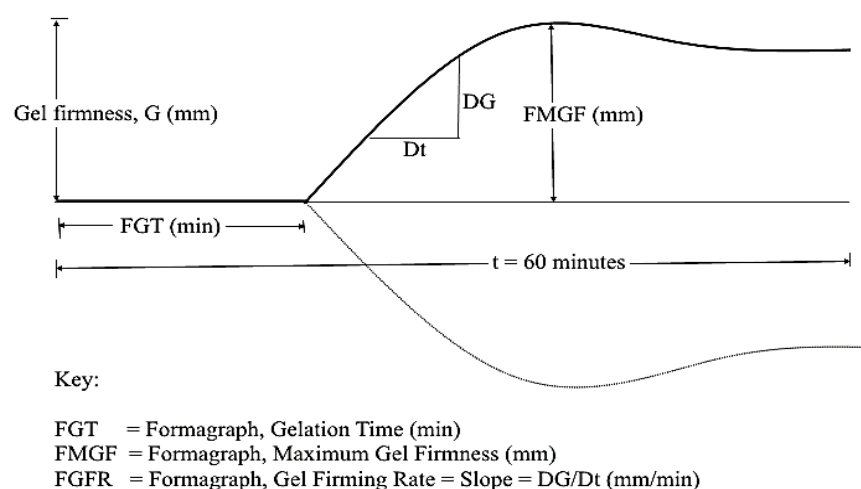 Gel firmness, G (mm)
DG
FMGF (mm)
Dt
FGT (min)
t = 60 minutes
Key:
FGT = Formagraph, Gelation Time (min)
FMGF = Formagraph, Maximum Gel Firmness (mm)
FGFR = Formagraph, Gel Firming Rate = Slope = DG/Dt (mm/min)